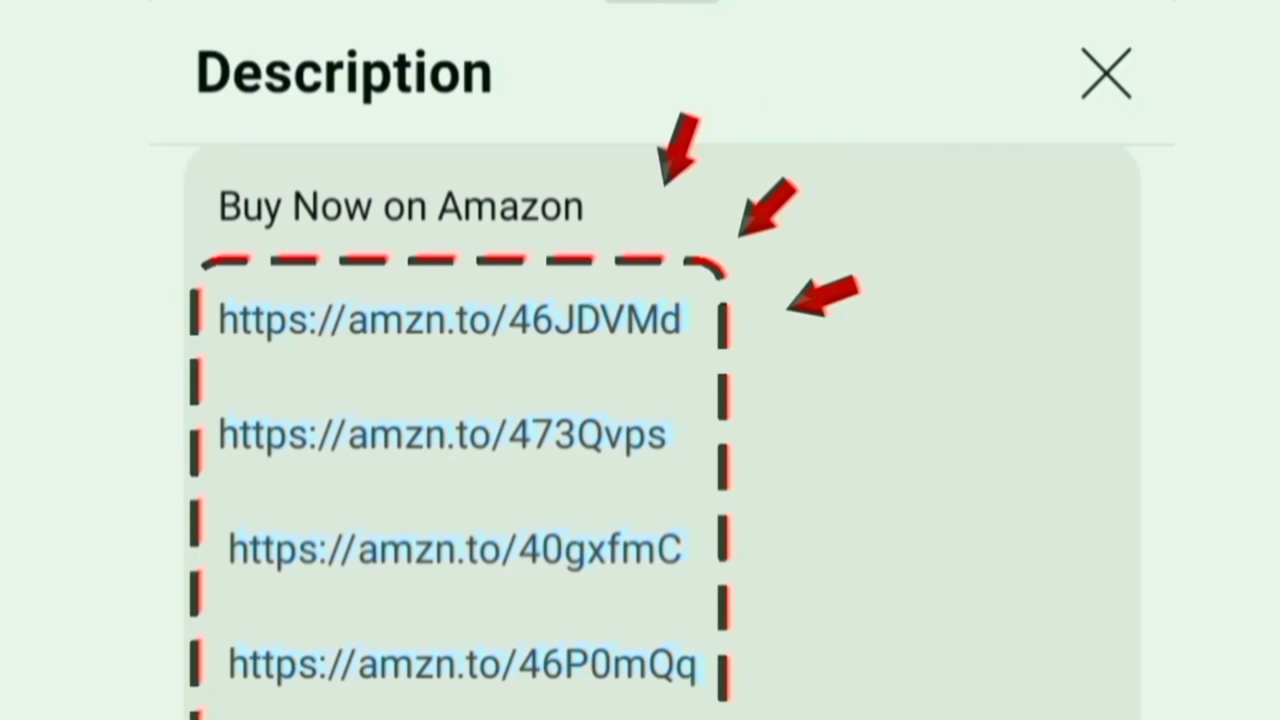 Description
Buy Now on Amazon
https://amzn.to/46JDVMd
https://amzn.to/473Qvps
https://amzn.to/40gxfmC
https://amzn.to/46P0mQq